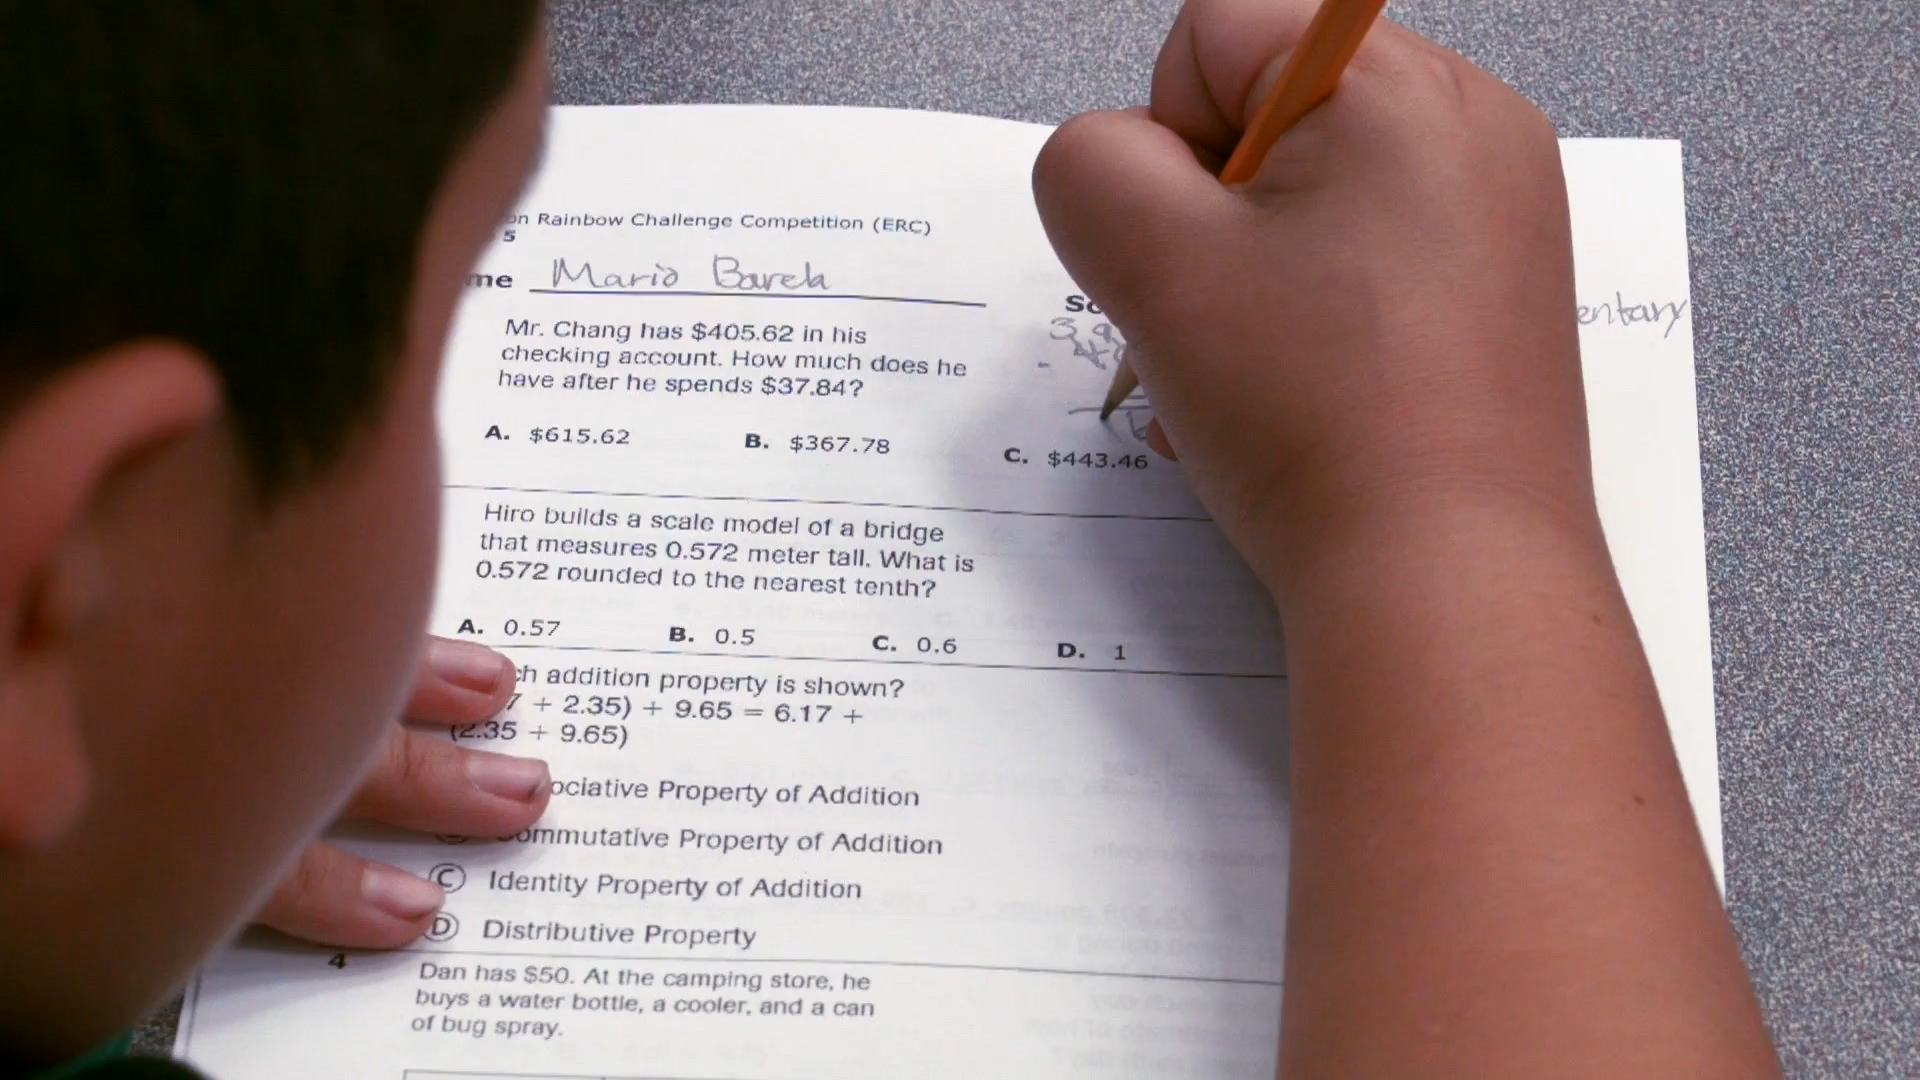 on Rainbow Challenge Competition (ERC)
5
me Mario Barela
entary
Mr. Chang has $405.62 in his
checking account. How much does he
have after he spends $37.84?
A. $615.62 B. $367.78 C. $443.46
Hiro builds a scale model of a bridge
that measures 0.572 meter tall. What is
0.572 rounded to the nearest tenth?
A. 0.57 B. 0.5 C. 0.6 D. 1
ch addition property is shown?
7 + 2.35) + 9.65 = 6.17 +
(2.35 + 9.65)
ociative Property of Addition
ommutative Property of Addition
C Identity Property of Addition
D Distributive Property
4 Dan has $50. At the camping store, he
buys a water bottle, a cooler, and a can
of bug spray.